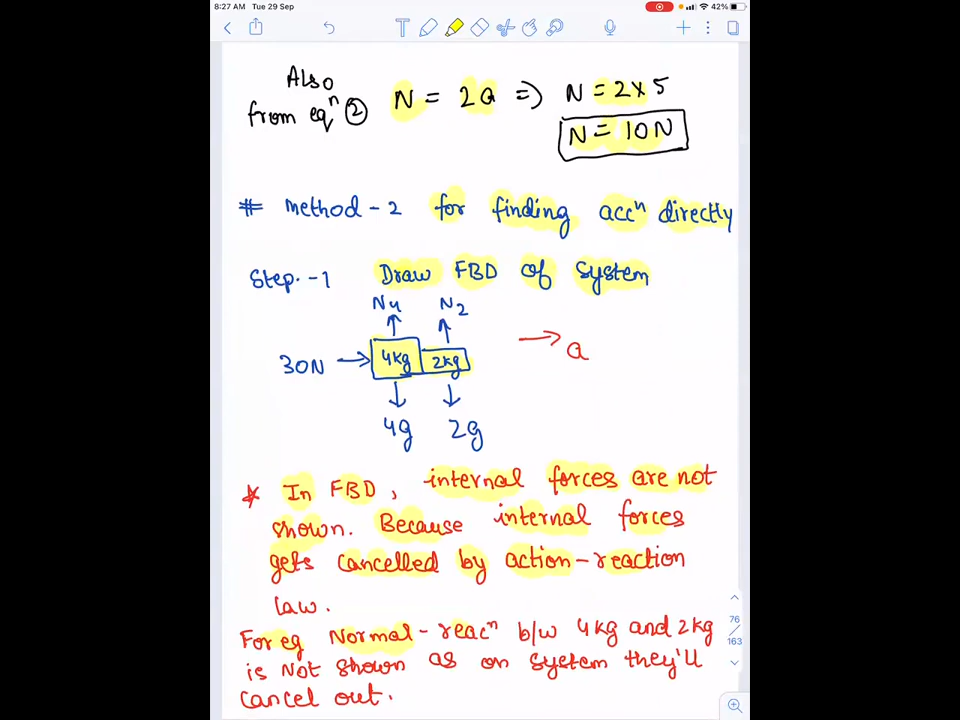 8:27 AM Tue 29 Sep
42%
T
Also
from eqⁿ ② N = 2a => N = 2x5
N = 10N
# method-2 for finding accⁿ directly
Step.-1 Draw FBD of system
N4 N2
30N 4kg 2kg a
4g 2g
* In FBD, internal forces are not
shown. Because internal forces
gets cancelled by action-reaction
law.
For eg Normal-reacⁿ b/w 4kg and 2kg
is Not shown as on system they'll
cancel out.
76
163